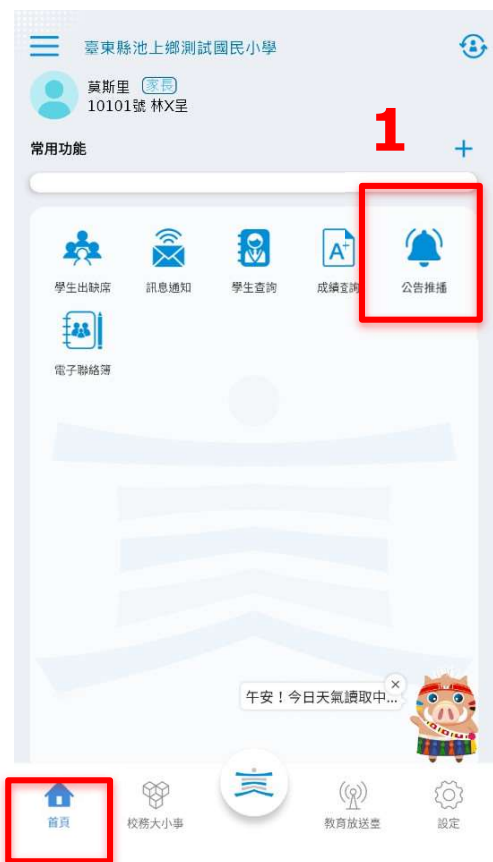 臺東縣池上鄉測試國民小學
莫斯里 家長
10101號 林X呈
常用功能
1
+
學生出缺席
訊息通知
學生查詢
A+
成績查詢
公告推播
電子聯絡簿
午安！今日天氣讀取中...
首頁
校務大小事
教育放送臺
設定